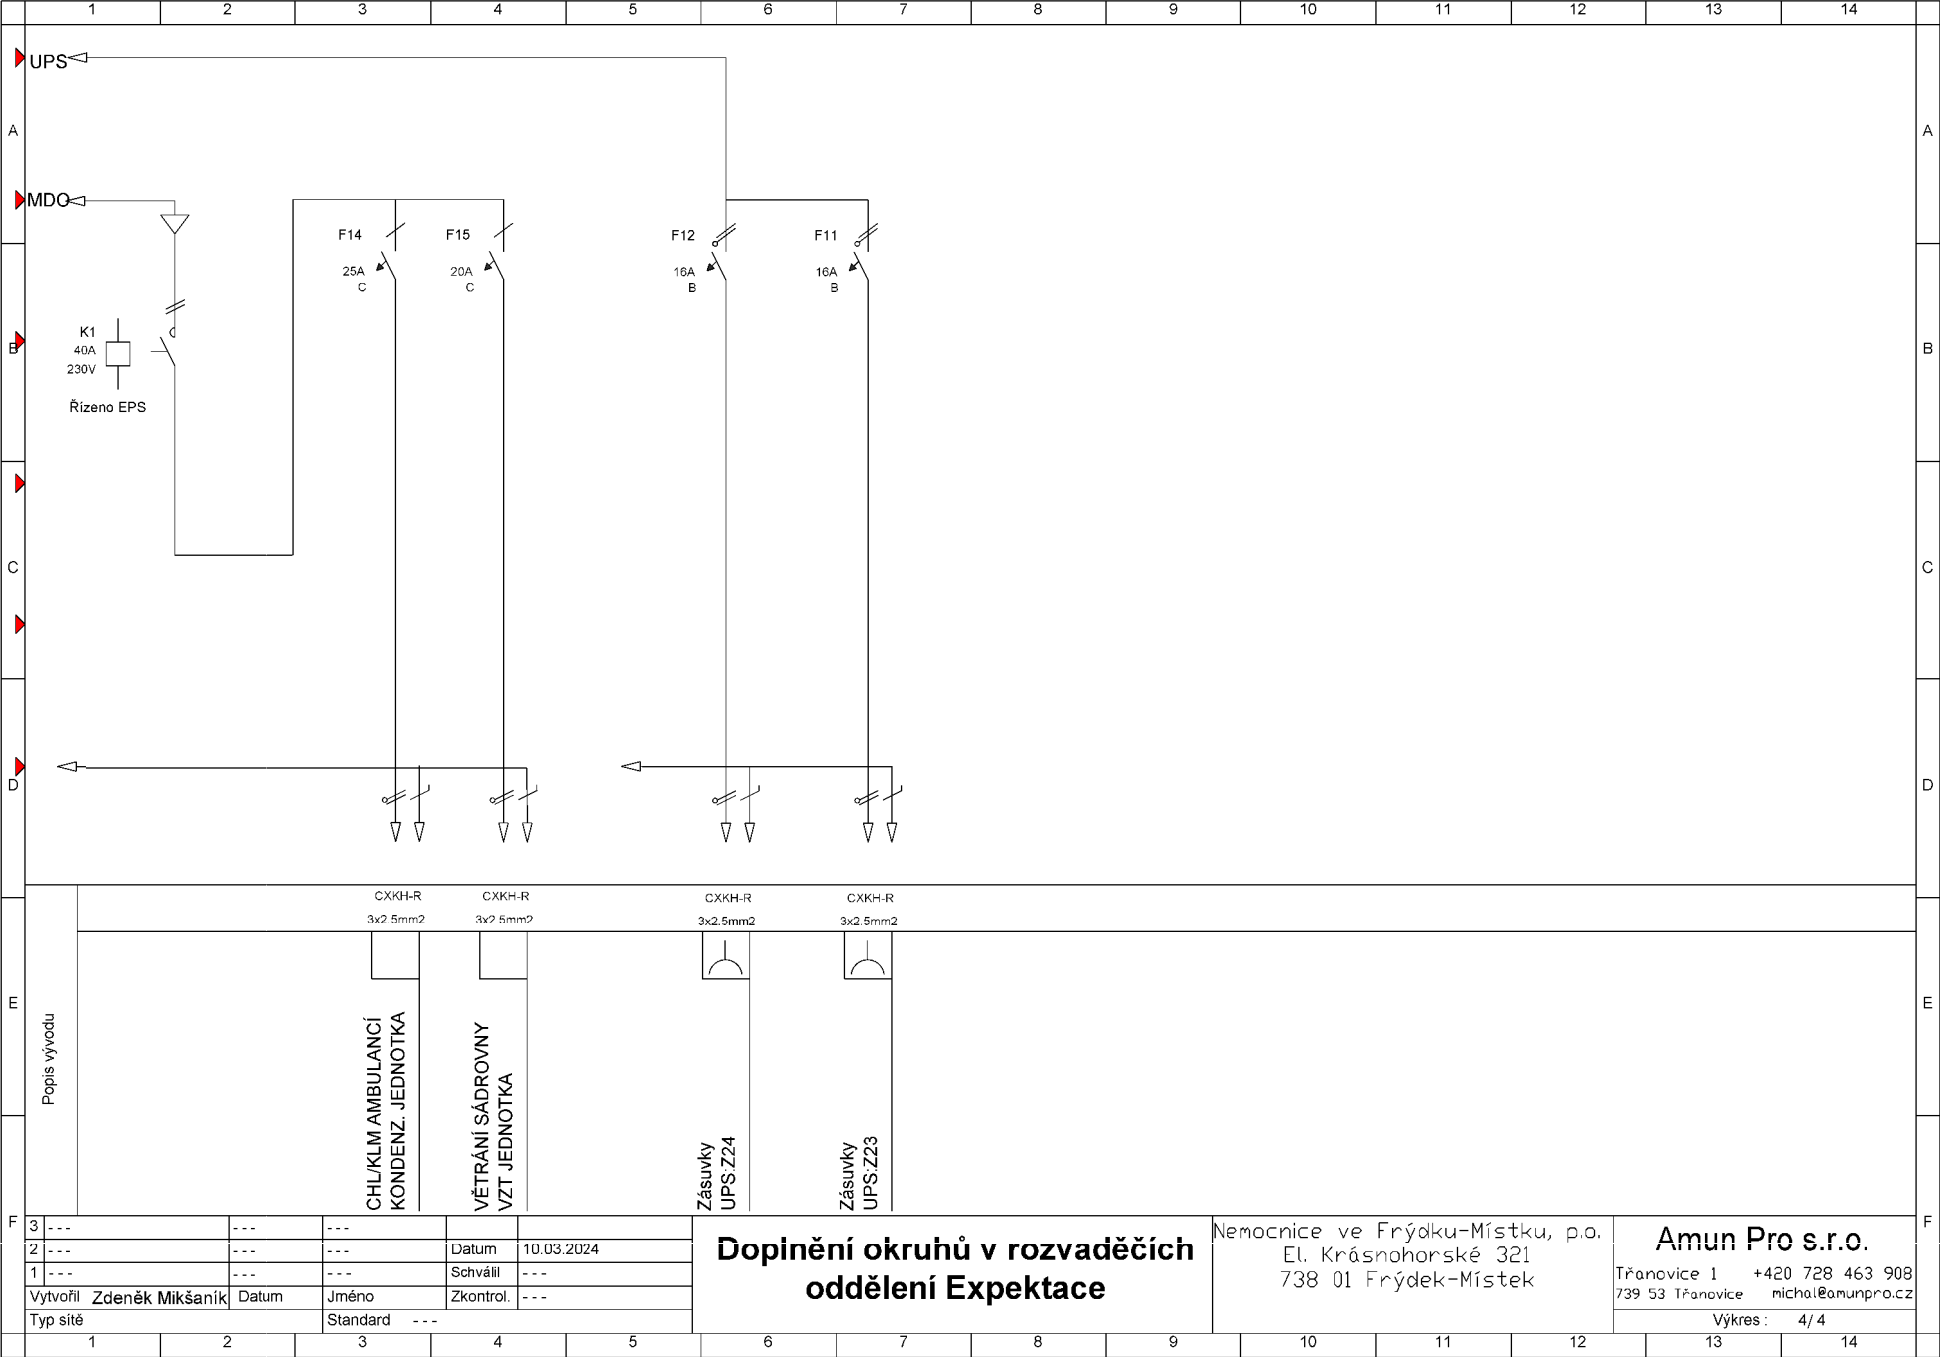 1 2 3 4 5 6 7 8 9 10 11 12 13 14
UPS
A A
MDO
F14 F15 F12 F11
25A 20A 16A 16A
C C B B
K1
B 40A B
230V
Řízeno EPS
C C
D D
CXKH-R CXKH-R CXKH-R CXKH-R
3x2.5mm2 3x2.5mm2 3x2.5mm2 3x2.5mm2
E E
Popis vývodu
CHL/KLM AMBULANCÍ
KONDENZ. JEDNOTKA
VĚTRÁNÍ SÁDROVNY
VZT JEDNOTKA
Zásuvky
UPS:Z24
Zásuvky
UPS:Z23
F F
3 --- --- ---
2 --- --- --- Datum 10.03.2024
1 --- --- --- Schválil ---
Vytvořil Zdeněk Mikšaník Datum Jméno Zkontrol. ---
Typ sítě Standard ---
Doplnění okruhů v rozvaděčích
oddělení Expektace
Nemocnice ve Frýdku-Místku, p.o.
El. Krásnohorské 321
738 01 Frýdek-Místek
Amun Pro s.r.o.
Třanovice 1 +420 728 463 908
739 53 Třanovice michal@amunpro.cz
Výkres : 4/4
1 2 3 4 5 6 7 8 9 10 11 12 13 14